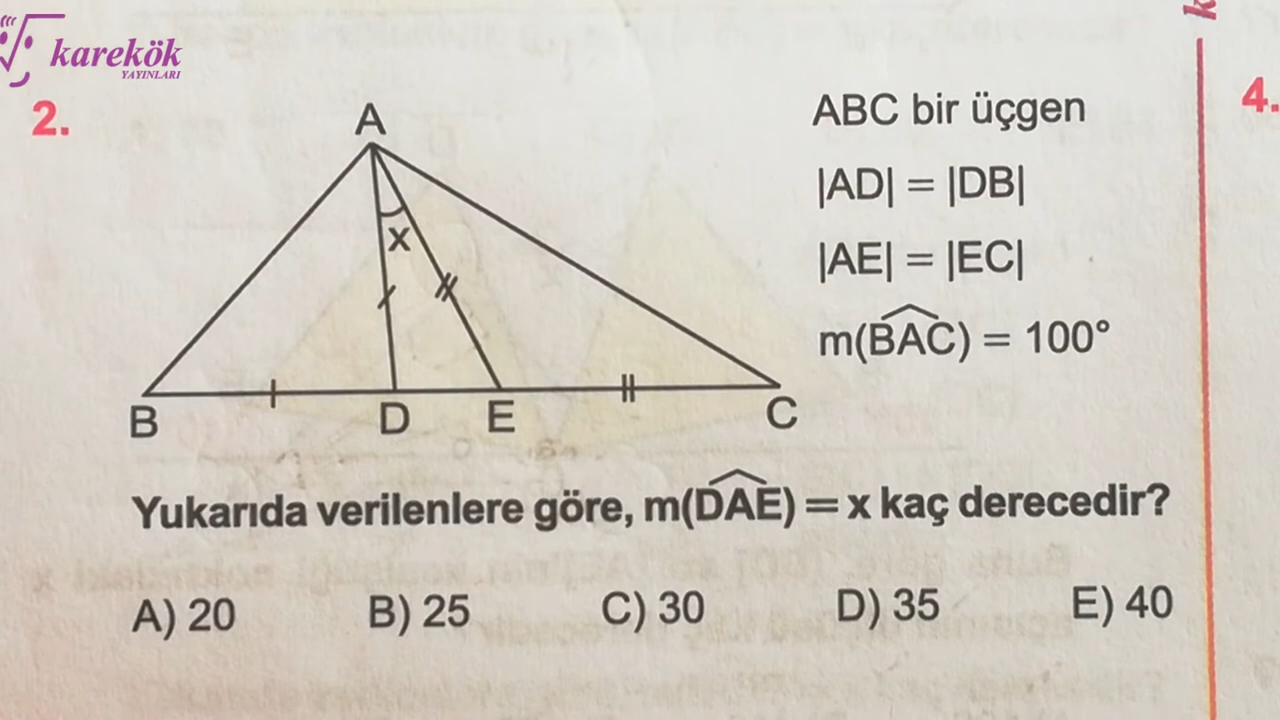 karekök
YAYINLARI
k
2.
4.
A
x
B
D
E
C
ABC bir üçgen
|AD| = |DB|
|AE| = |EC|
m(BAC) = 100°
Yukarıda verilenlere göre, m(DAE) = x kaç derecedir?
A) 20 B) 25 C) 30 D) 35 E) 40